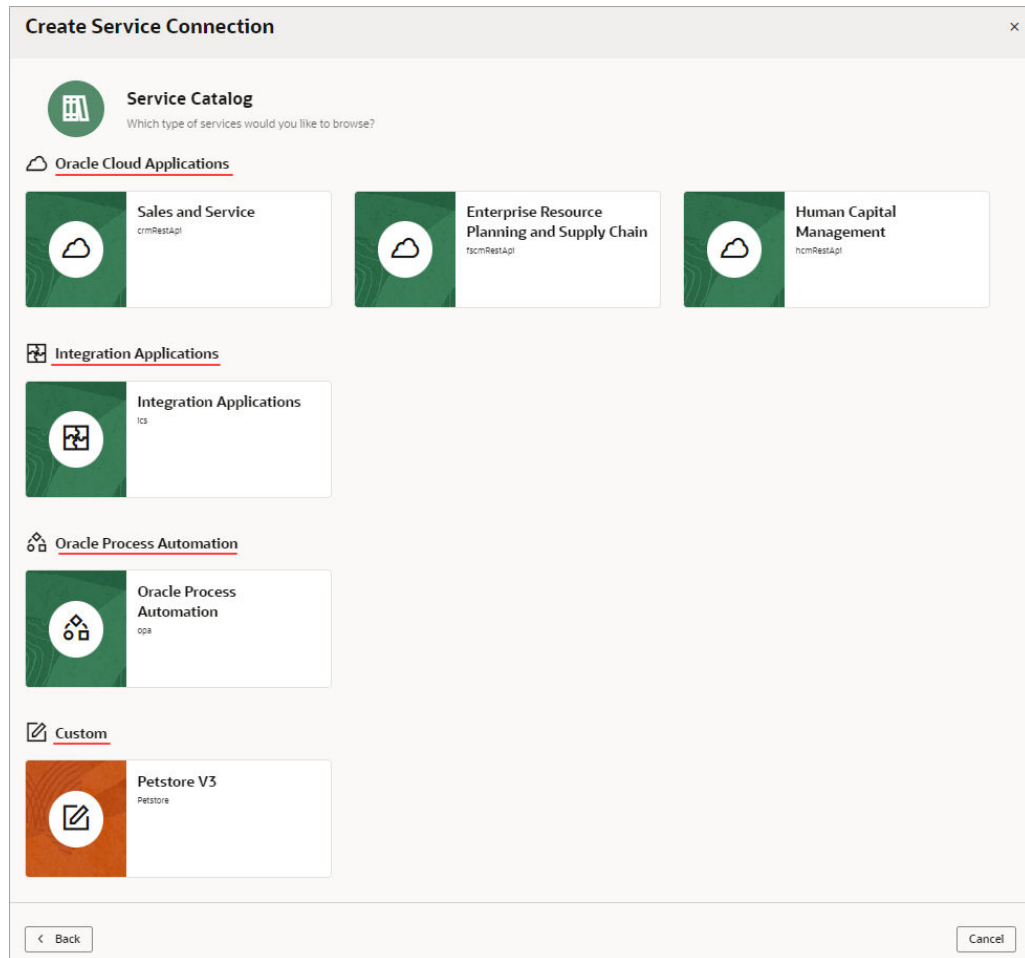 Create Service Connection
×
Service Catalog
Which type of services would you like to browse?
Oracle Cloud Applications
Sales and Service
crmRestApi
Enterprise Resource
Planning and Supply Chain
fscmRestApi
Human Capital
Management
hcmRestApi
Integration Applications
Integration Applications
ics
Oracle Process Automation
Oracle Process
Automation
opa
Custom
Petstore V3
Petstore
< Back
Cancel